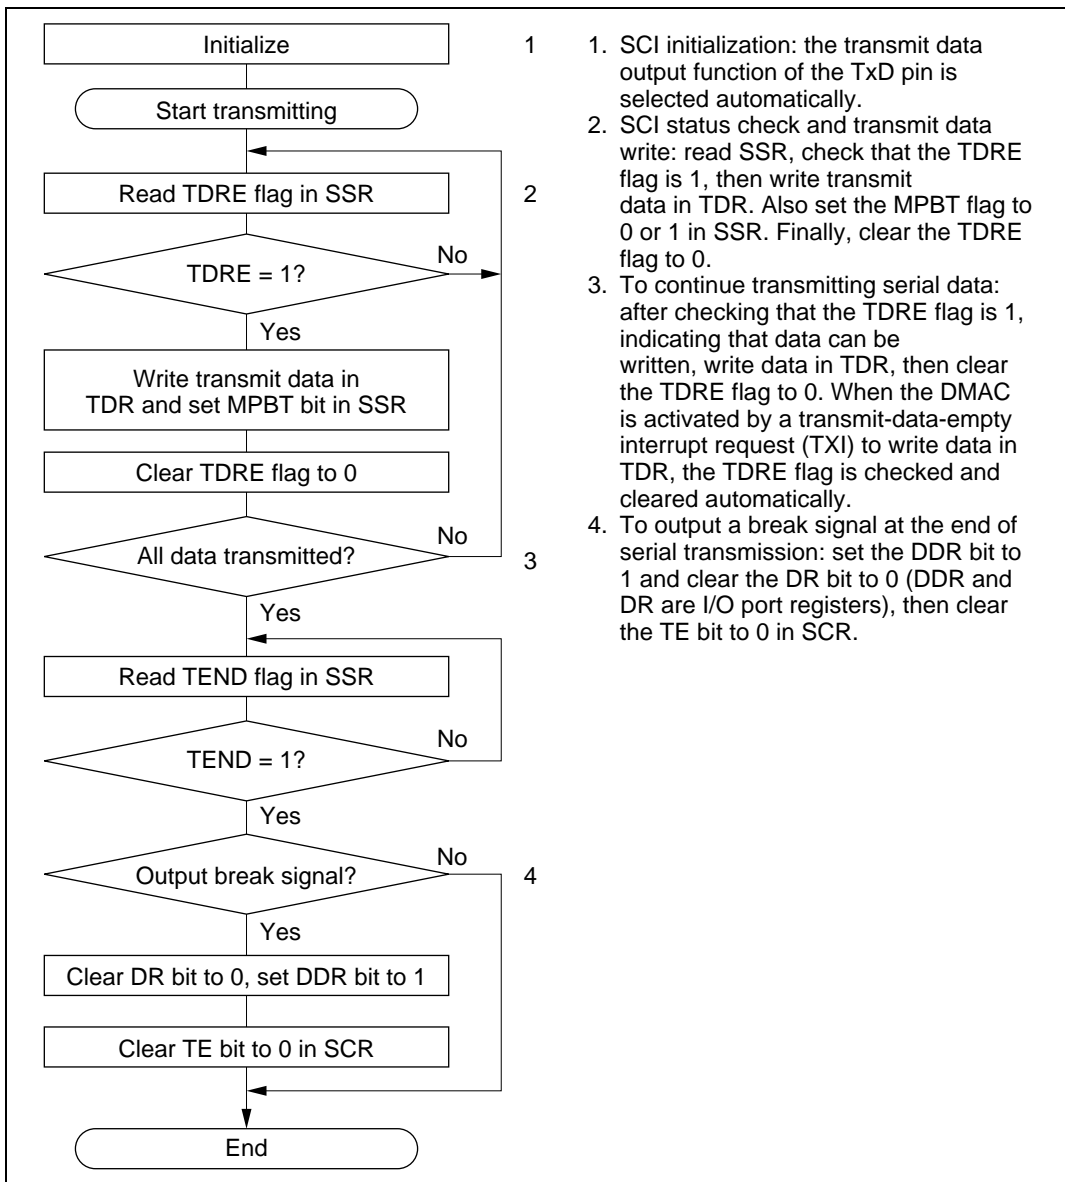 Initialize
1
Start transmitting
Read TDRE flag in SSR
2
TDRE = 1?
No
Yes
Write transmit data in
TDR and set MPBT bit in SSR
Clear TDRE flag to 0
All data transmitted?
No
3
Yes
Read TEND flag in SSR
TEND = 1?
No
Yes
Output break signal?
No
4
Yes
Clear DR bit to 0, set DDR bit to 1
Clear TE bit to 0 in SCR
End
1. SCI initialization: the transmit data
output function of the TxD pin is
selected automatically.
2. SCI status check and transmit data
write: read SSR, check that the TDRE
flag is 1, then write transmit
data in TDR. Also set the MPBT flag to
0 or 1 in SSR. Finally, clear the TDRE
flag to 0.
3. To continue transmitting serial data:
after checking that the TDRE flag is 1,
indicating that data can be
written, write data in TDR, then clear
the TDRE flag to 0. When the DMAC
is activated by a transmit-data-empty
interrupt request (TXI) to write data in
TDR, the TDRE flag is checked and
cleared automatically.
4. To output a break signal at the end of
serial transmission: set the DDR bit to
1 and clear the DR bit to 0 (DDR and
DR are I/O port registers), then clear
the TE bit to 0 in SCR.